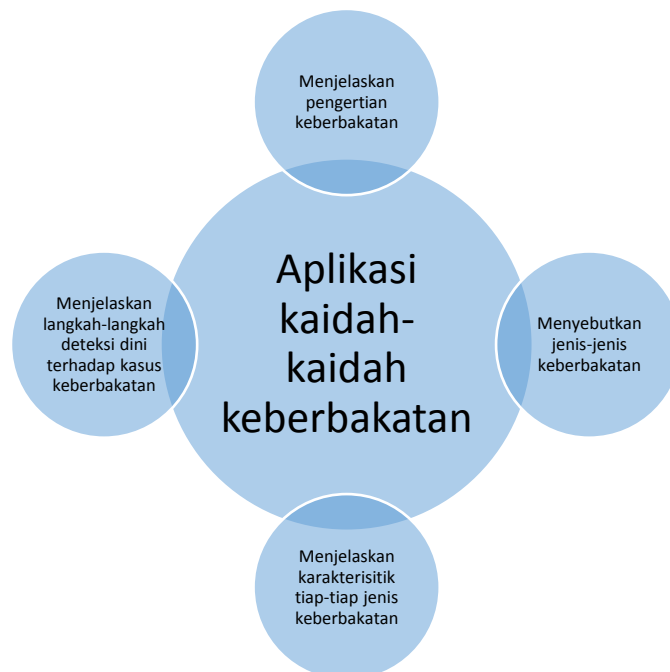 Menjelaskan
pengertian
keberbakatan
Aplikasi
kaidah-
kaidah
keberbakatan
Menjelaskan
langkah-langkah
deteksi dini
terhadap kasus
keberbakatan
Menyebutkan
jenis-jenis
keberbakatan
Menjelaskan
karakterisitik
tiap-tiap jenis
keberbakatan